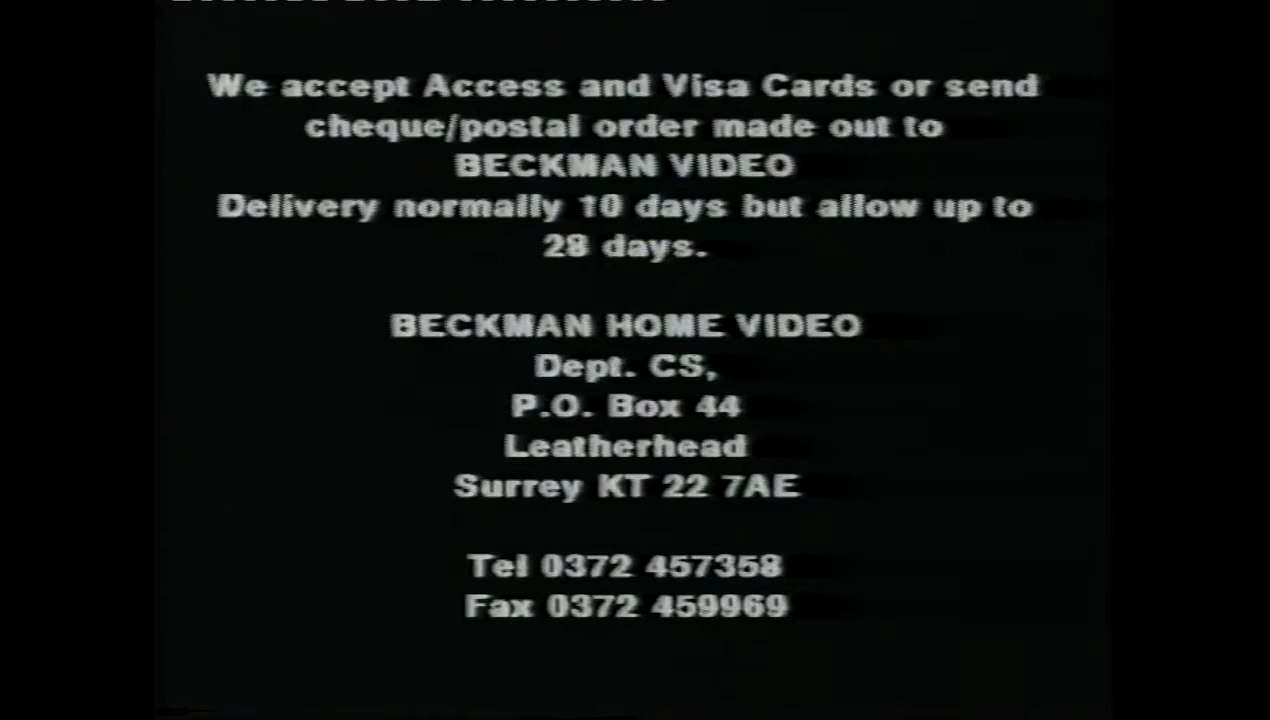 We accept Access and Visa Cards or send
cheque/postal order made out to
BECKMAN VIDEO
Delivery normally 10 days but allow up to
28 days.
BECKMAN HOME VIDEO
Dept. CS,
P.O. Box 44
Leatherhead
Surrey KT 22 7AE
Tel 0372 457358
Fax 0372 459969